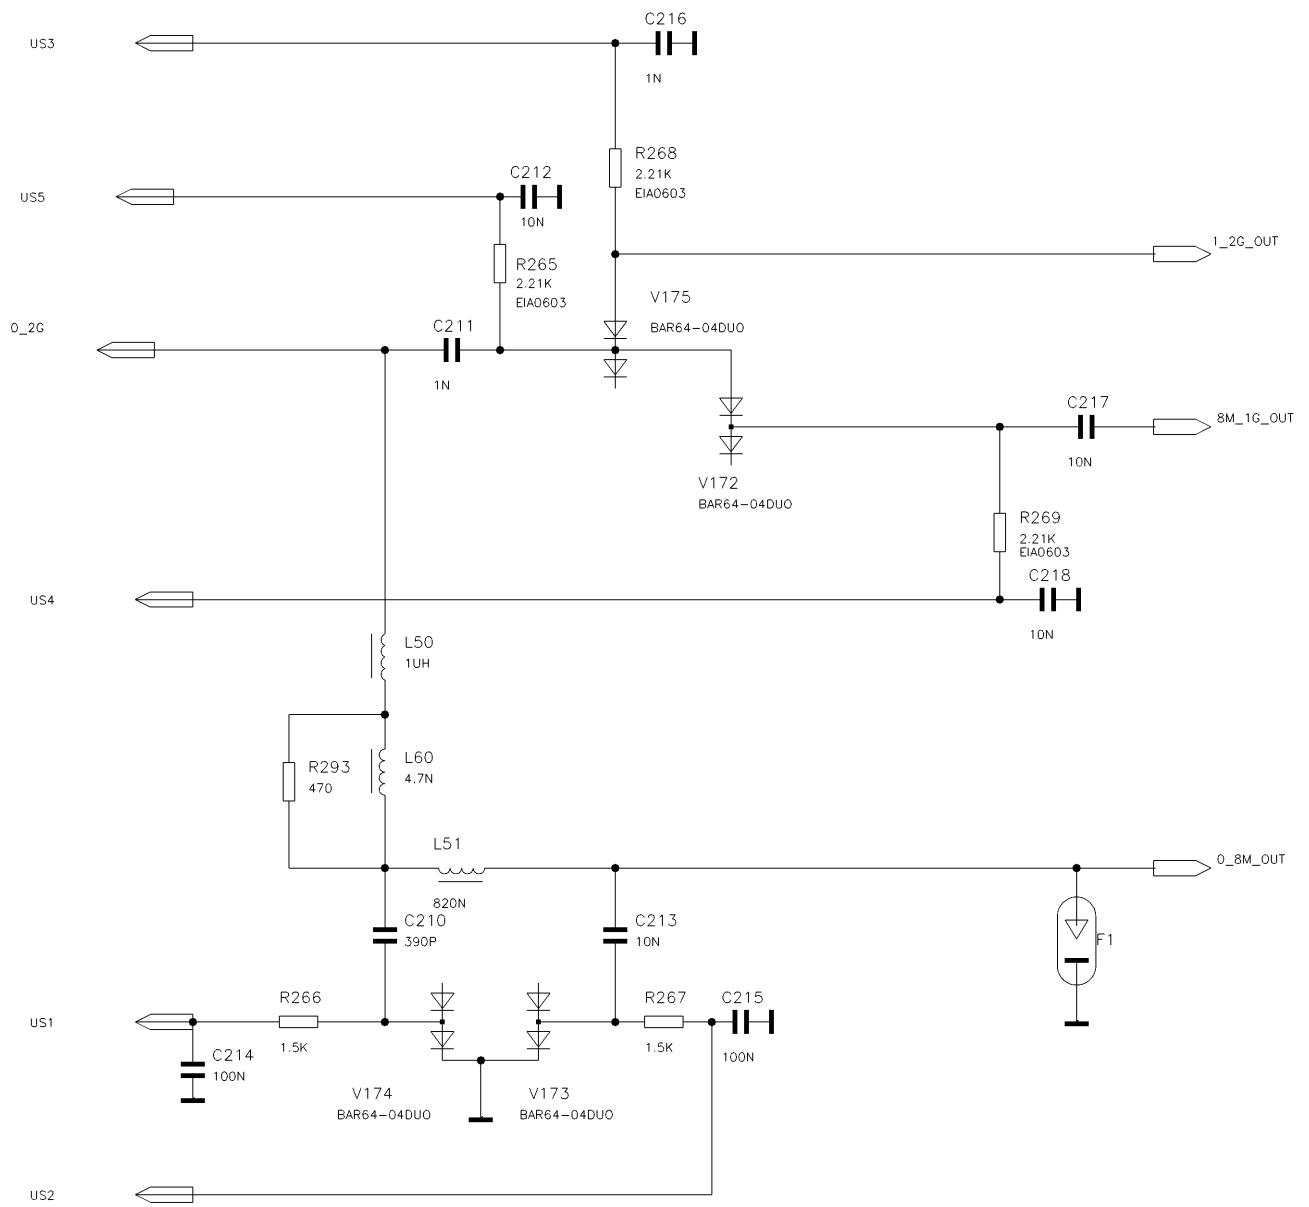 C216
US3
1N
R268
2.21K
EIA0603
C212
US5
10N
1_2G_OUT
R265
2.21K
EIA0603
V175
BAR64-04DUO
0_2G
C211
1N
C217
8M_1G_OUT
10N
V172
BAR64-04DUO
R269
2.21K
EIA0603
C218
US4
10N
L50
1UH
R293
470
L60
4.7N
L51
820N
0_8M_OUT
C210
390P
C213
10N
F1
R266
1.5K
R267
1.5K
C215
100N
US1
C214
100N
V174
BAR64-04DUO
V173
BAR64-04DUO
US2